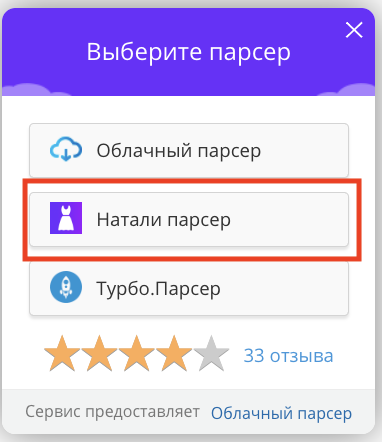 Выберите парсер
Облачный парсер
Натали парсер
Турбо.Парсер
33 отзыва
Сервис предоставляет Облачный парсер